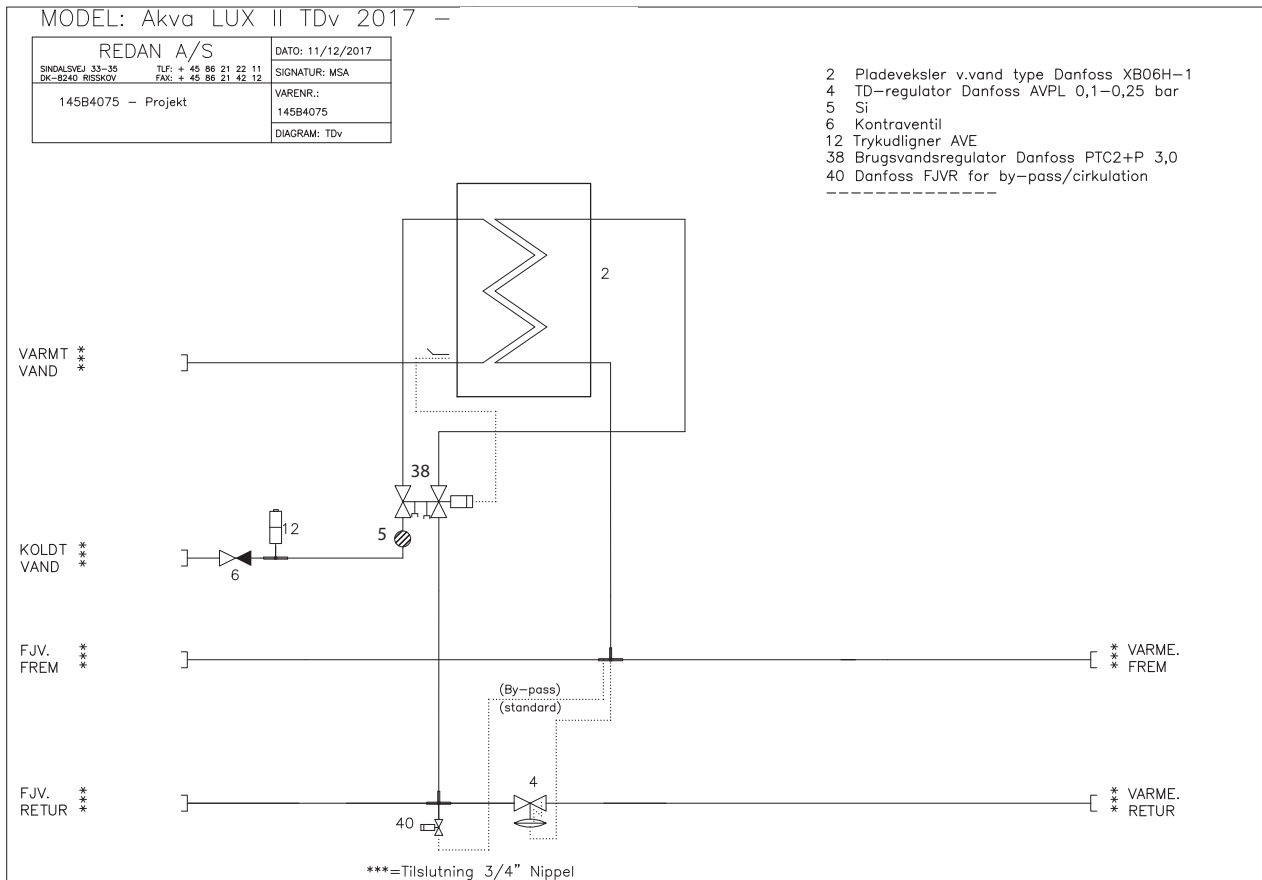 MODEL: Akva LUX II TDv 2017 -
REDAN A/S
SINDALSVEJ 33-35 TLF: + 45 86 21 22 11
DK-8240 RISSKOV FAX: + 45 86 21 42 12
145B4075 - Projekt
DATO: 11/12/2017
SIGNATUR: MSA
VARENR.:
145B4075
DIAGRAM: TDv
2 Pladeveksler v.vand type Danfoss XB06H-1
4 TD-regulator Danfoss AVPL 0,1-0,25 bar
5 Si
6 Kontraventil
12 Trykudligner AVE
38 Brugsvandsregulator Danfoss PTC2+P 3,0
40 Danfoss FJVR for by-pass/cirkulation
--------------
2
VARMT ***
VAND
38
12
5
KOLDT ***
VAND
6
FJV. ***
FREM
*** VARME.
FREM
(By-pass)
(standard)
4
FJV. ***
RETUR
*** VARME.
RETUR
40
***=Tilslutning 3/4" Nippel